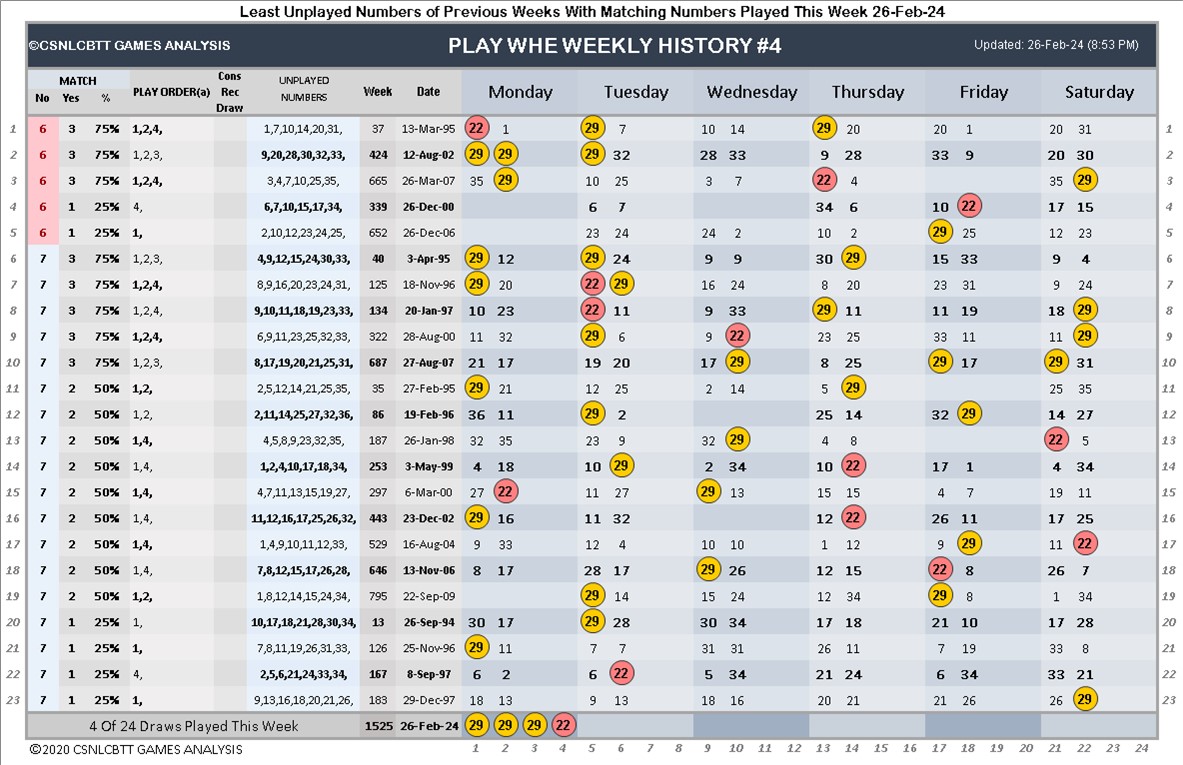 Least Unplayed Numbers of Previous Weeks With Matching Numbers Played This Week 26-Feb-24
©CSNLCBTT GAMES ANALYSIS PLAY WHE WEEKLY HISTORY #4 Updated: 26-Feb-24 (8:53 PM)
MATCH
No Yes % PLAY ORDER(a) Cons Rec Draw UNPLAYED NUMBERS Week Date Monday Tuesday Wednesday Thursday Friday Saturday
1 6 3 75% 1,2,4, 1,7,10,14,20,31, 37 13-Mar-95 22 1 29 7 10 14 29 20 20 1 20 31 1
2 6 3 75% 1,2,3, 9,20,28,30,32,33, 424 12-Aug-02 29 29 29 32 28 33 9 28 33 9 20 30 2
3 6 3 75% 1,2,4, 3,4,7,10,25,35, 665 26-Mar-07 35 29 10 25 3 7 22 4 35 29 3
4 6 1 25% 4, 6,7,10,15,17,34, 339 26-Dec-00 6 7 34 6 10 22 17 15 4
5 6 1 25% 1, 2,10,12,23,24,25, 652 26-Dec-06 23 24 24 2 10 2 29 25 12 23 5
6 7 3 75% 1,2,3, 4,9,12,15,24,30,33, 40 3-Apr-95 29 12 29 24 9 9 30 29 15 33 9 4 6
7 7 3 75% 1,2,4, 8,9,16,20,23,24,31, 125 18-Nov-96 29 20 22 29 16 24 8 20 23 31 9 24 7
8 7 3 75% 1,2,4, 9,10,11,18,19,23,33, 134 20-Jan-97 10 23 22 11 9 33 29 11 11 19 18 29 8
9 7 3 75% 1,2,4, 6,9,11,23,25,32,33, 322 28-Aug-00 11 32 29 6 9 22 23 25 33 11 11 29 9
10 7 3 75% 1,2,3, 8,17,19,20,21,25,31, 687 27-Aug-07 21 17 19 20 17 29 8 25 29 17 29 31 10
11 7 2 50% 1,2, 2,5,12,14,21,25,35, 35 27-Feb-95 29 21 12 25 2 14 5 29 25 35 11
12 7 2 50% 1,2, 2,11,14,25,27,32,36, 86 19-Feb-96 36 11 29 2 25 14 32 29 14 27 12
13 7 2 50% 1,4, 4,5,8,9,23,32,35, 187 26-Jan-98 32 35 23 9 32 29 4 8 22 5 13
14 7 2 50% 1,4, 1,2,4,10,17,18,34, 253 3-May-99 4 18 10 29 2 34 10 22 17 1 4 34 14
15 7 2 50% 1,4, 4,7,11,13,15,19,27, 297 6-Mar-00 27 22 11 27 29 13 15 15 4 7 19 11 15
16 7 2 50% 1,4, 11,12,16,17,25,26,32, 443 23-Dec-02 29 16 11 32 12 22 26 11 17 25 16
17 7 2 50% 1,4, 1,4,9,10,11,12,33, 529 16-Aug-04 9 33 12 4 10 10 1 12 9 29 11 22 17
18 7 2 50% 1,4, 7,8,12,15,17,26,28, 646 13-Nov-06 8 17 28 17 29 26 12 15 22 8 26 7 18
19 7 2 50% 1,2, 1,8,12,14,15,24,34, 795 22-Sep-09 29 14 15 24 12 34 29 8 1 34 19
20 7 1 25% 1, 10,17,18,21,28,30,34, 13 26-Sep-94 30 17 29 28 30 34 17 18 21 10 17 28 20
21 7 1 25% 1, 7,8,11,19,26,31,33, 126 25-Nov-96 29 11 7 7 31 31 26 11 7 19 33 8 21
22 7 1 25% 4, 2,5,6,21,24,33,34, 167 8-Sep-97 6 2 6 22 5 34 21 24 6 34 33 21 22
23 7 1 25% 1, 9,13,16,18,20,21,26, 183 29-Dec-97 18 13 9 13 18 16 20 21 21 26 26 29 23
4 Of 24 Draws Played This Week 1525 26-Feb-24 29 29 29 22
©2020 CSNLCBTT GAMES ANALYSIS 1 2 3 4 5 6 7 8 9 10 11 12 13 14 15 16 17 18 19 20 21 22 23 24